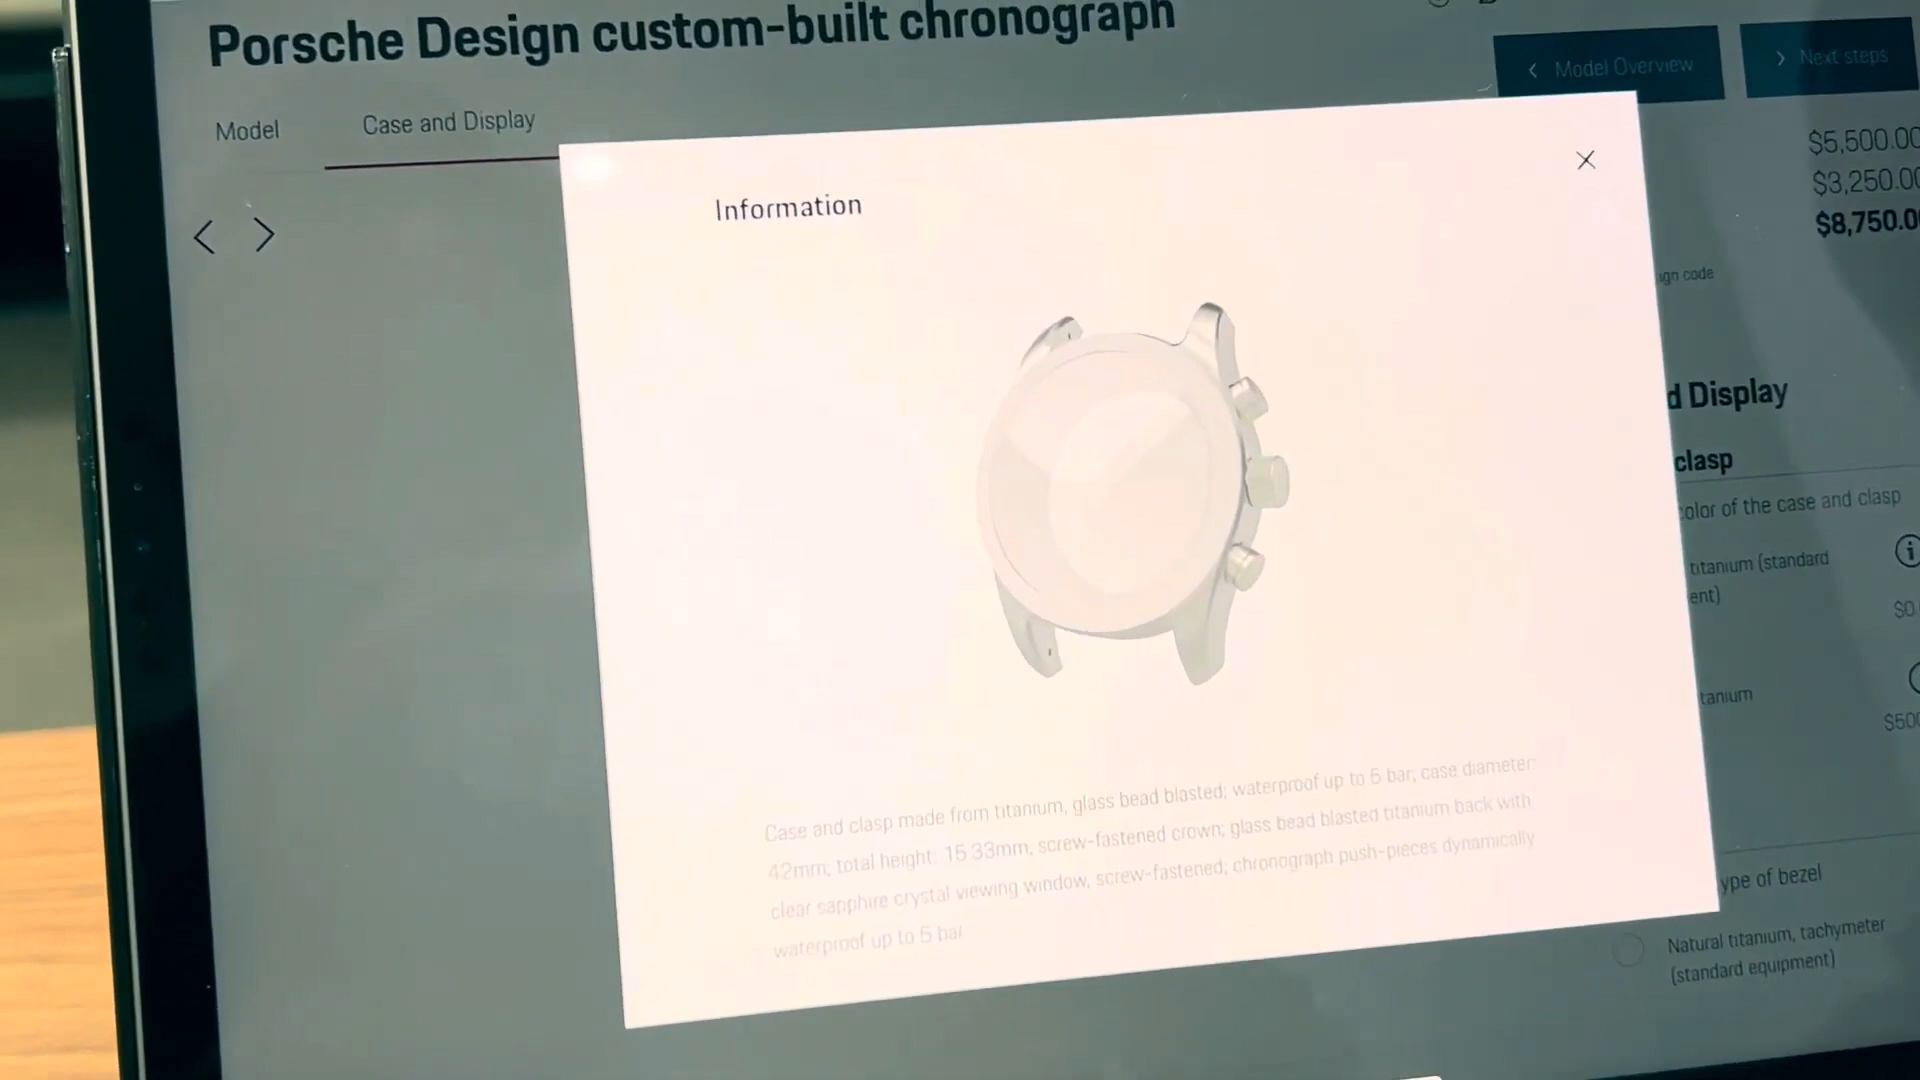 Porsche Design custom-built chronograph
Model Overview
Next steps
Model
Case and Display
$5,500.00
$3,250.00
$8,750.0
Information
ign code
d Display
clasp
color of the case and clasp
titanium (standard
ent)
$0
tanium
$500
Case and clasp made from titanium, glass bead blasted; waterproof up to 5 bar; case diameter:
42mm; total height: 15.33mm; screw-fastened crown; glass bead blasted titanium back with
clear sapphire crystal viewing window, screw-fastened; chronograph push-pieces dynamically
waterproof up to 5 bar
ype of bezel
Natural titanium, tachymeter
(standard equipment)